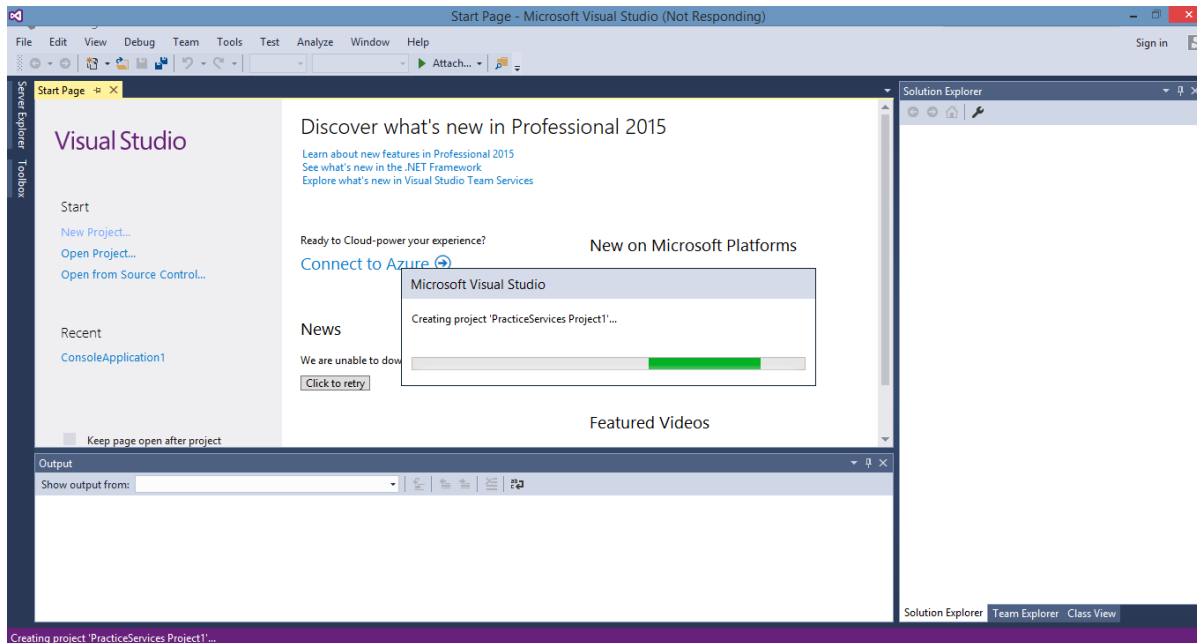 Start Page - Microsoft Visual Studio (Not Responding)
File Edit View Debug Team Tools Test Analyze Window Help
Sign in
Attach...
Server Explorer
Toolbox
Start Page
Visual Studio
Start
New Project...
Open Project...
Open from Source Control...
Recent
ConsoleApplication1
Keep page open after project
Discover what's new in Professional 2015
Learn about new features in Professional 2015
See what's new in the .NET Framework
Explore what's new in Visual Studio Team Services
Ready to Cloud-power your experience?
Connect to Azure
New on Microsoft Platforms
News
We are unable to dow
Click to retry
Featured Videos
Microsoft Visual Studio
Creating project 'PracticeServices Project1'...
Solution Explorer
Output
Show output from:
Solution Explorer Team Explorer Class View
Creating project 'PracticeServices Project1'...